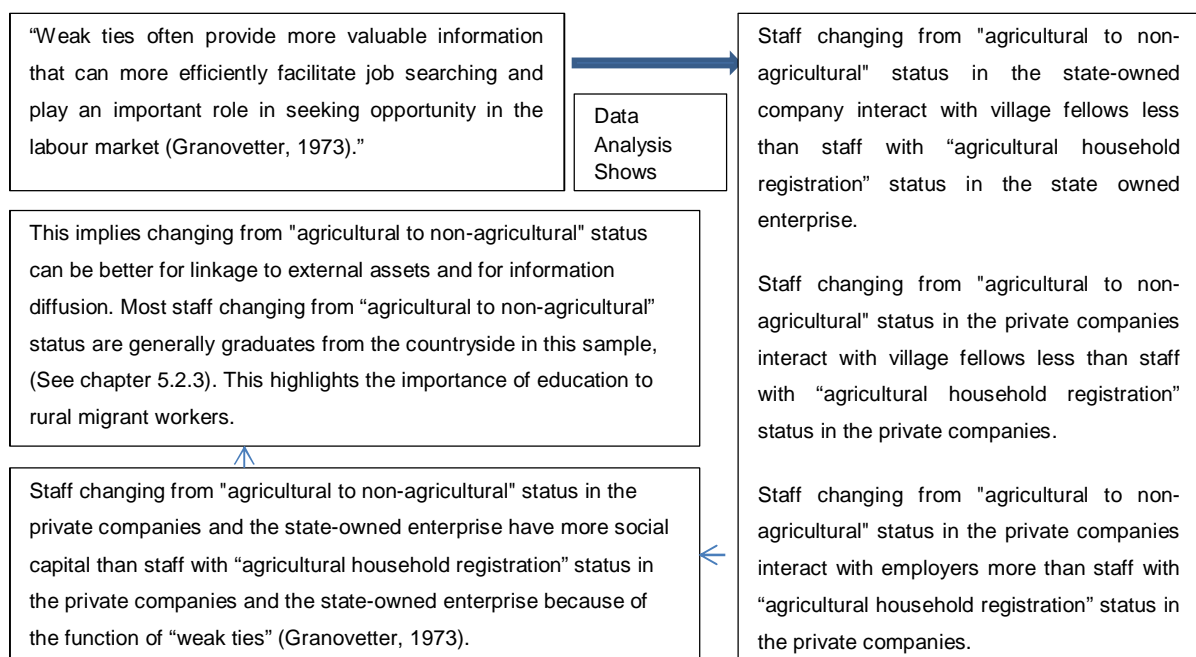 “Weak ties often provide more valuable information
that can more efficiently facilitate job searching and
play an important role in seeking opportunity in the
labour market (Granovetter, 1973).”
Data
Analysis
Shows
Staff changing from "agricultural to non-
agricultural" status in the state-owned
company interact with village fellows less
than staff with “agricultural household
registration” status in the state owned
enterprise.
Staff changing from "agricultural to non-
agricultural" status in the private companies
interact with village fellows less than staff
with “agricultural household registration”
status in the private companies.
Staff changing from "agricultural to non-
agricultural" status in the private companies
interact with employers more than staff with
“agricultural household registration” status in
the private companies.
Staff changing from "agricultural to non-agricultural" status in the
private companies and the state-owned enterprise have more social
capital than staff with “agricultural household registration” status in
the private companies and the state-owned enterprise because of
the function of “weak ties” (Granovetter, 1973).
This implies changing from "agricultural to non-agricultural" status
can be better for linkage to external assets and for information
diffusion. Most staff changing from “agricultural to non-agricultural”
status are generally graduates from the countryside in this sample,
(See chapter 5.2.3). This highlights the importance of education to
rural migrant workers.